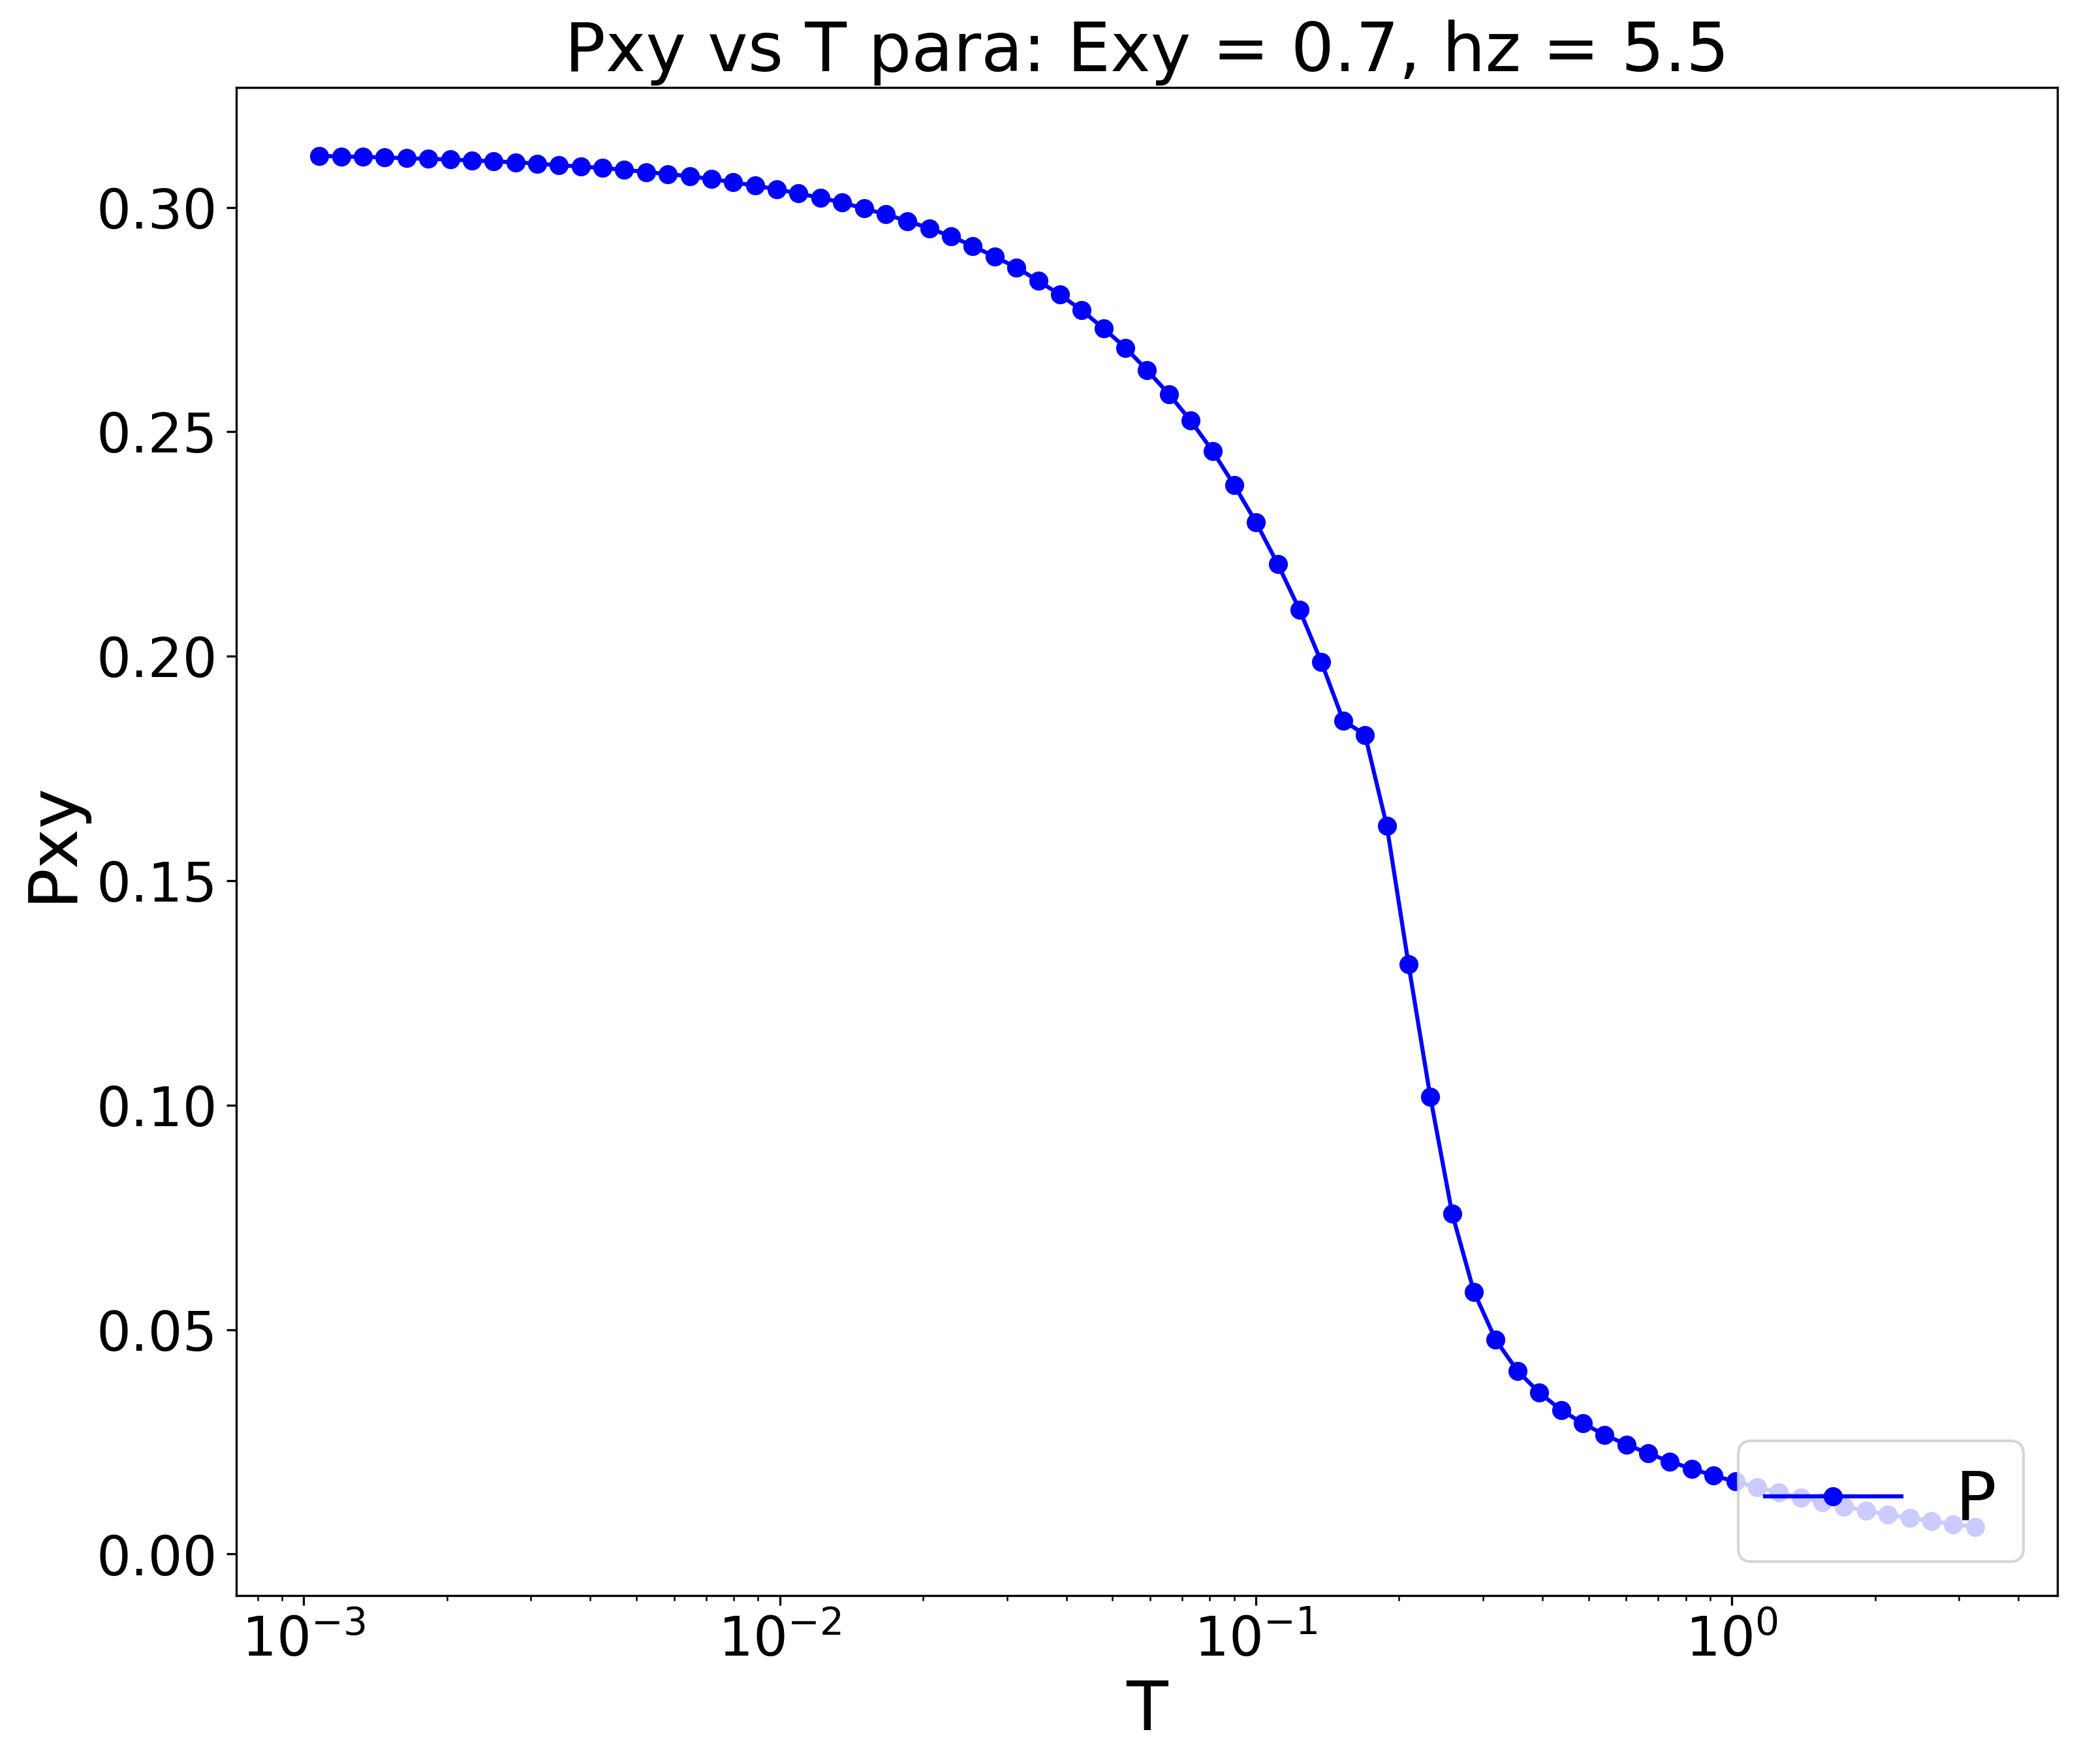 Pxy vs T para: Exy = 0.7, hz = 5.5
Pxy
0.30
0.25
0.20
0.15
0.10
0.05
0.00
10⁻³ 10⁻² 10⁻¹ 10⁰
T
P